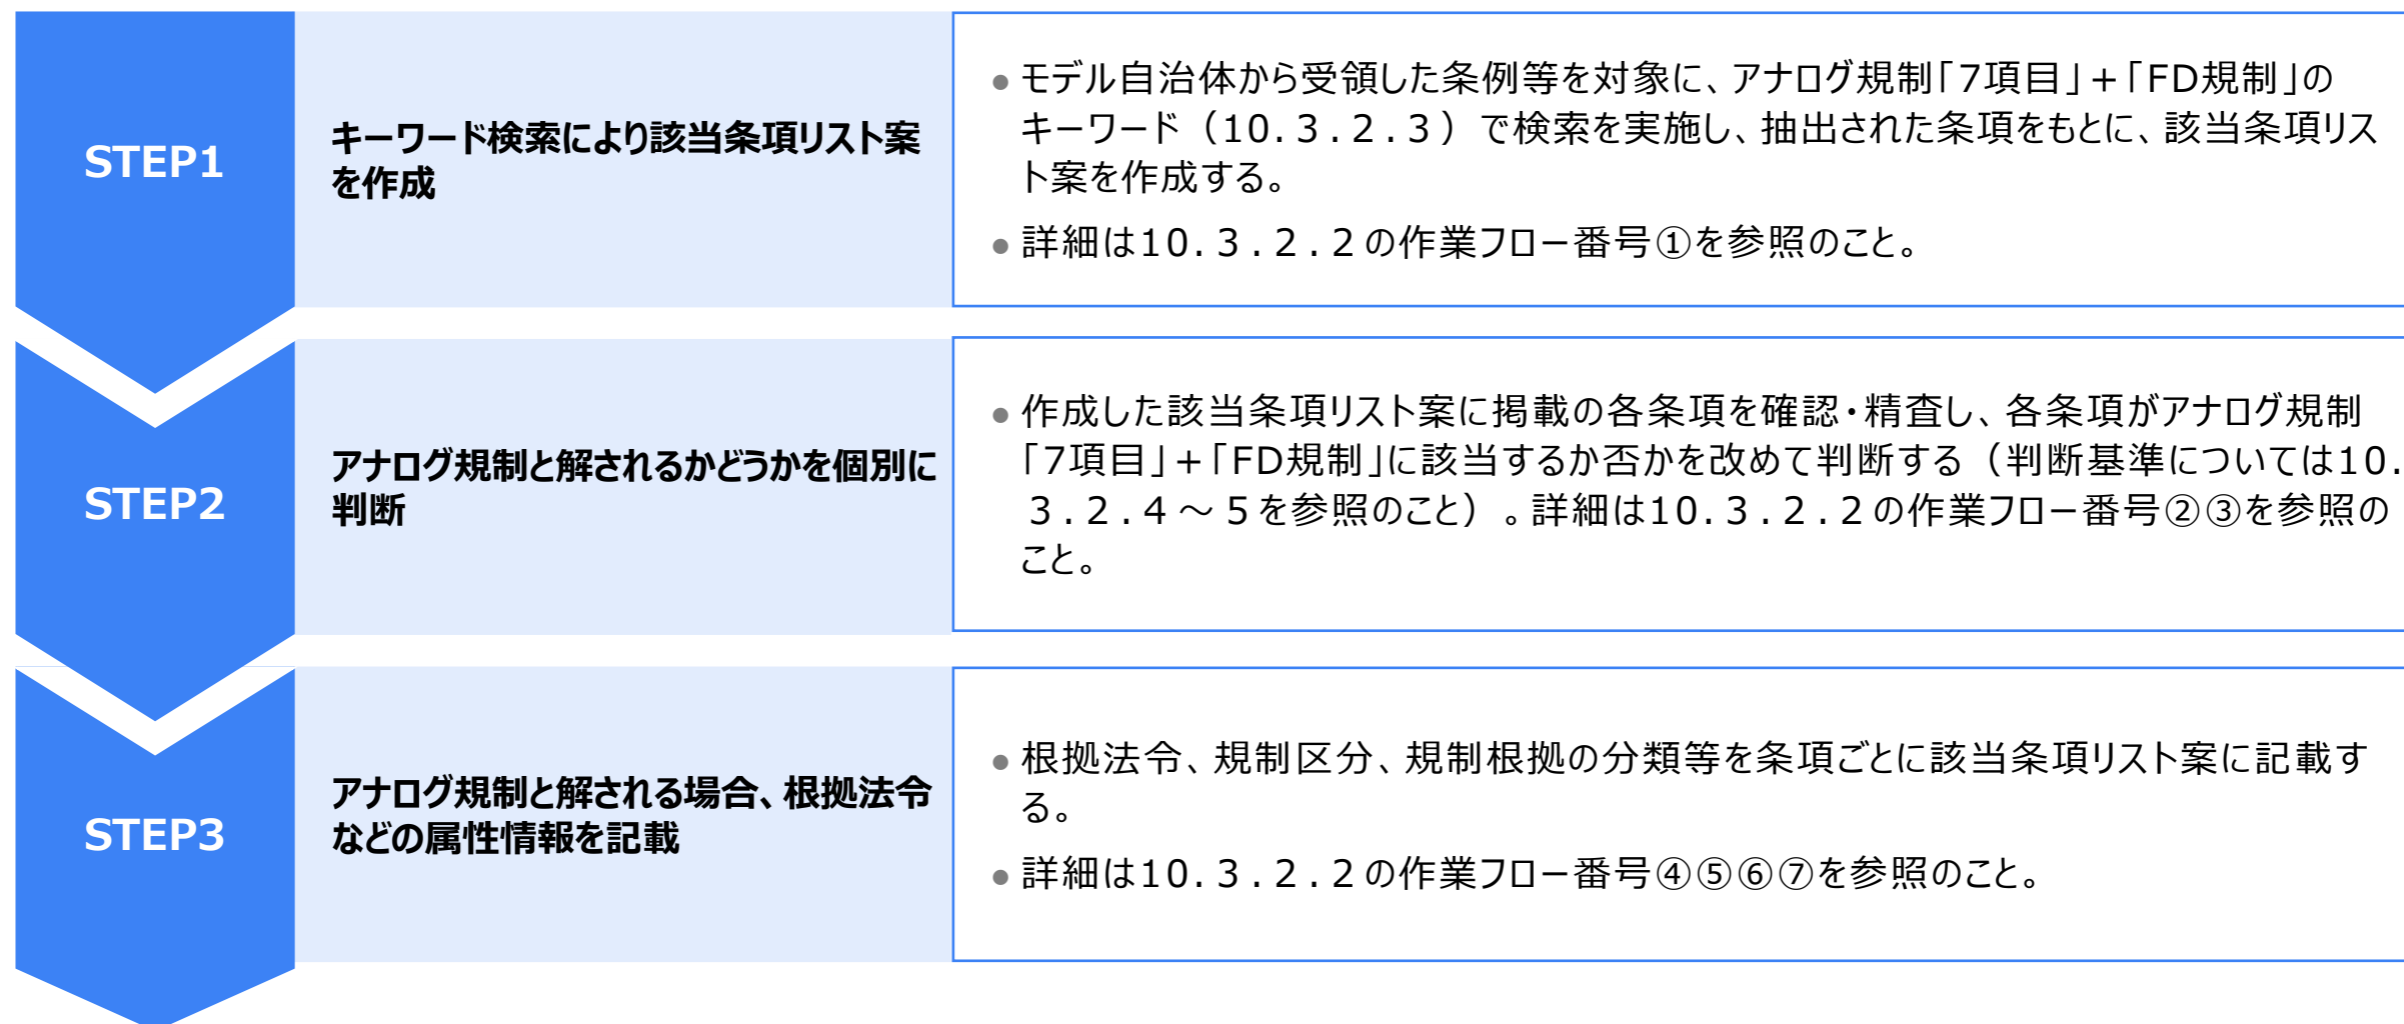 STEP1
キーワード検索により該当条項リスト案
を作成
●モデル自治体から受領した条例等を対象に、アナログ規制「7項目」+「FD規制」の
キーワード（10.3.2.3）で検索を実施し、抽出された条項をもとに、該当条項リス
ト案を作成する。
●詳細は10.3.2.2の作業フロー番号①を参照のこと。
STEP2
アナログ規制と解されるかどうかを個別に
判断
●作成した該当条項リスト案に掲載の各条項を確認・精査し、各条項がアナログ規制
「7項目」+「FD規制」に該当するか否かを改めて判断する（判断基準については10.
3.2.4～5を参照のこと）。詳細は10.3.2.2の作業フロー番号②③を参照の
こと。
STEP3
アナログ規制と解される場合、根拠法令
などの属性情報を記載
●根拠法令、規制区分、規制根拠の分類等を条項ごとに該当条項リスト案に記載す
る。
●詳細は10.3.2.2の作業フロー番号④⑤⑥⑦を参照のこと。